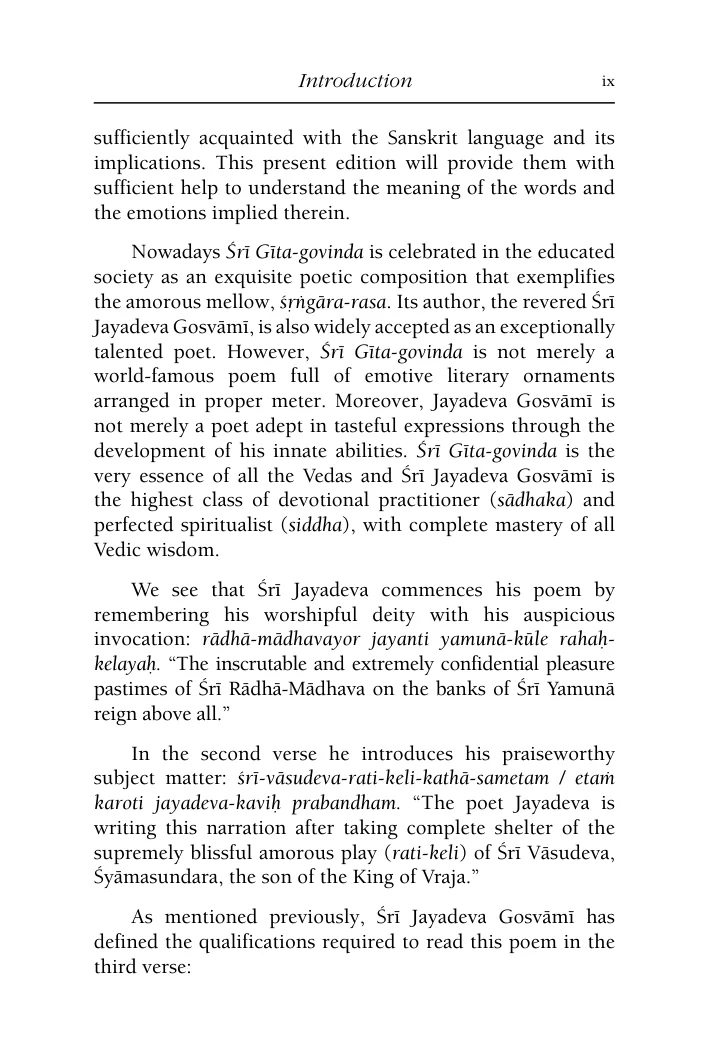 Introduction ix
sufficiently acquainted with the Sanskrit language and its
implications. This present edition will provide them with
sufficient help to understand the meaning of the words and
the emotions implied therein.
Nowadays Śrī Gīta-govinda is celebrated in the educated
society as an exquisite poetic composition that exemplifies
the amorous mellow, śṛṅgāra-rasa. Its author, the revered Śrī
Jayadeva Gosvāmī, is also widely accepted as an exceptionally
talented poet. However, Śrī Gīta-govinda is not merely a
world-famous poem full of emotive literary ornaments
arranged in proper meter. Moreover, Jayadeva Gosvāmī is
not merely a poet adept in tasteful expressions through the
development of his innate abilities. Śrī Gīta-govinda is the
very essence of all the Vedas and Śrī Jayadeva Gosvāmī is
the highest class of devotional practitioner (sādhaka) and
perfected spiritualist (siddha), with complete mastery of all
Vedic wisdom.
We see that Śrī Jayadeva commences his poem by
remembering his worshipful deity with his auspicious
invocation: rādhā-mādhavayor jayanti yamunā-kūle rahaḥ-
kelayaḥ. “The inscrutable and extremely confidential pleasure
pastimes of Śrī Rādhā-Mādhava on the banks of Śrī Yamunā
reign above all.”
In the second verse he introduces his praiseworthy
subject matter: śrī-vāsudeva-rati-keli-kathā-sametam / etaṁ
karoti jayadeva-kaviḥ prabandham. “The poet Jayadeva is
writing this narration after taking complete shelter of the
supremely blissful amorous play (rati-keli) of Śrī Vāsudeva,
Śyāmasundara, the son of the King of Vraja.”
As mentioned previously, Śrī Jayadeva Gosvāmī has
defined the qualifications required to read this poem in the
third verse: